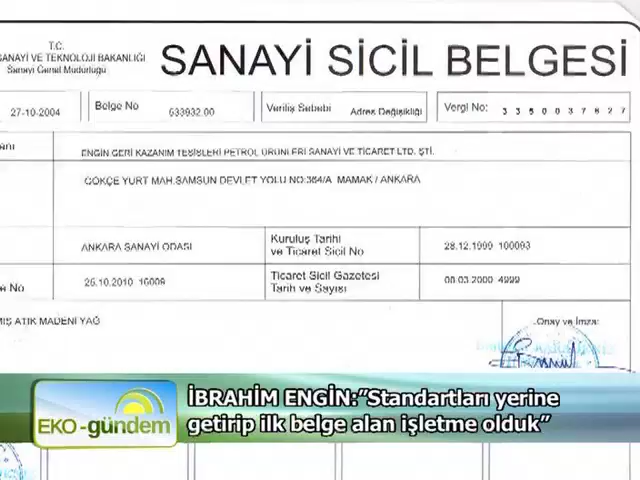 T.C.
SANAYİ VE TEKNOLOJİ BAKANLIĞI
Sanayi Genel Müdürlüğü
SANAYİ SİCİL BELGESİ
27-10-2004
Belge No
633932.00
Veriliş Sebebi
Adres Değişikliği
Vergi No:
3 3 5 0 0 3 7 6 2 7
ENGİN GERİ KAZANIM TESİSLERİ PETROL ÜRÜNLERİ SANAYİ VE TİCARET LTD. ŞTİ.
GÖKÇE YURT MAH.SAMSUN DEVLET YOLU NO:364/A MAMAK / ANKARA
ANKARA SANAYİ ODASI
Kuruluş Tarihi
ve Ticaret Sicil No
28.12.1999 100093
e No
26.10.2010 16009
Ticaret Sicil Gazetesi
Tarih ve Sayısı
08.03.2000 4999
MIŞ ATIK MADENİ YAĞ
Onay ve İmza:
EKO-gündem
İBRAHİM ENGİN:"Standartları yerine
getirip ilk belge alan işletme olduk"